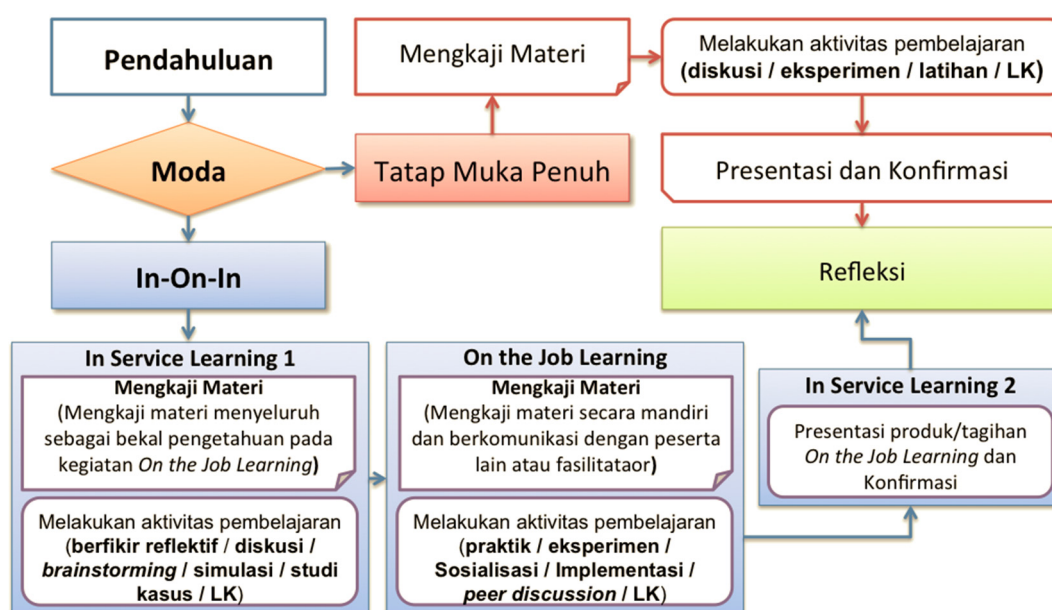 Pendahuluan
Moda
Tatap Muka Penuh
Mengkaji Materi
Melakukan aktivitas pembelajaran
(diskusi / eksperimen / latihan / LK)
Presentasi dan Konfirmasi
Refleksi
In-On-In
In Service Learning 1
Mengkaji Materi
(Mengkaji materi menyeluruh
sebagai bekal pengetahuan pada
kegiatan On the Job Learning)
Melakukan aktivitas pembelajaran
(berfikir reflektif / diskusi /
brainstorming / simulasi / studi
kasus / LK)
On the Job Learning
Mengkaji Materi
(Mengkaji materi secara mandiri
dan berkomunikasi dengan peserta
lain atau fasilitataor)
Melakukan aktivitas pembelajaran
(praktik / eksperimen /
Sosialisasi / Implementasi /
peer discussion / LK)
In Service Learning 2
Presentasi produk/tagihan
On the Job Learning dan
Konfirmasi